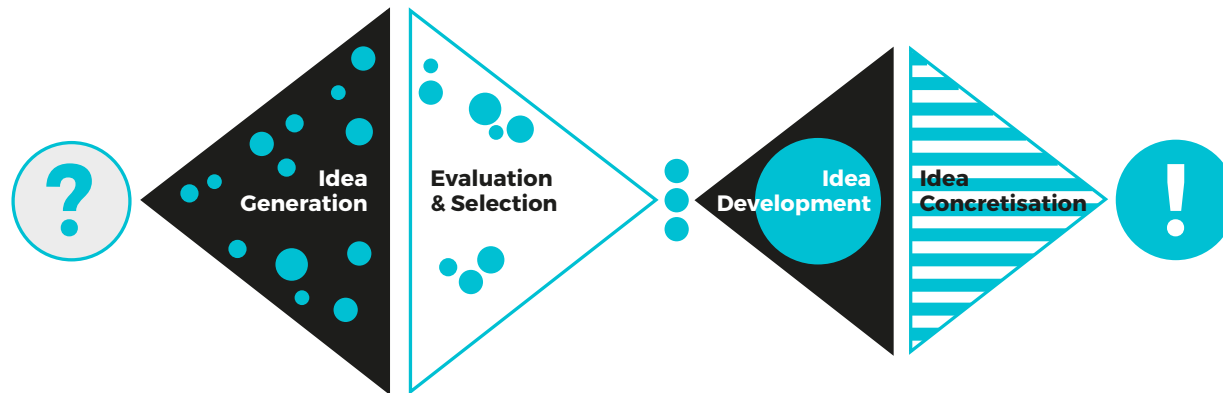 ?
Idea
Generation
Evaluation
& Selection
Idea
Development
Idea
Concretisation
!